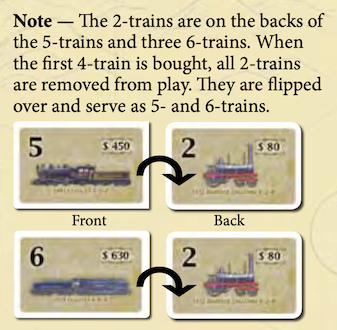 Note — The 2-trains are on the backs of
the 5-trains and three 6-trains. When
the first 4-train is bought, all 2-trains
are removed from play. They are flipped
over and serve as 5- and 6-trains.
5 $ 450 2 $ 80
Front Back
6 $ 630 2 $ 80